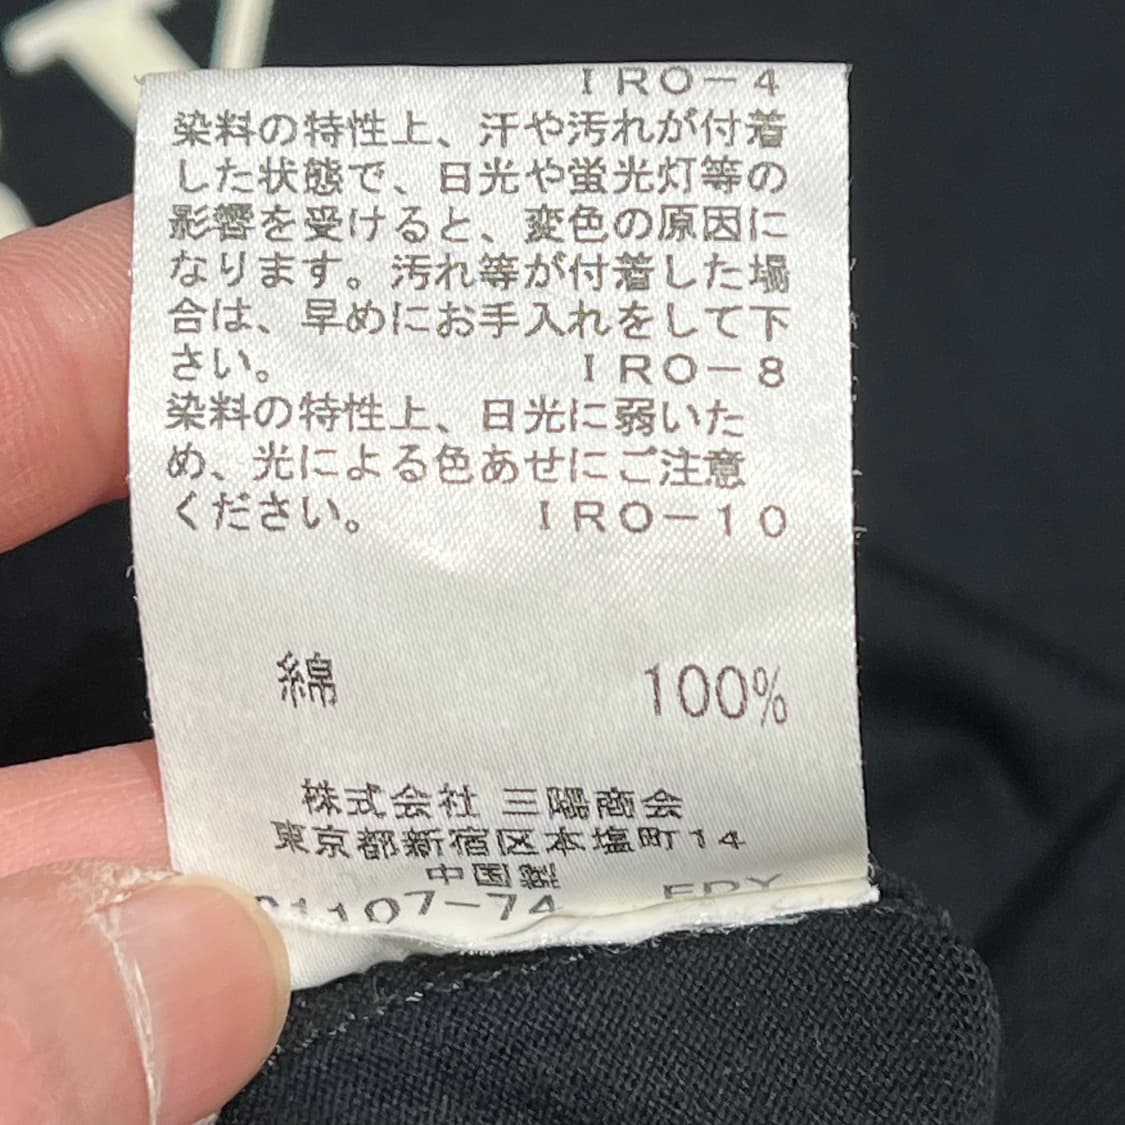 IRO-4
染料の特性上、汗や汚れが付着
した状態で、日光や蛍光灯等の
影響を受けると、変色の原因に
なります。汚れ等が付着した場
合は、早めにお手入れをして下
さい。 IRO-8
染料の特性上、日光に弱いた
め、光による色あせにご注意
ください。 IRO-10
綿 100%
株式会社 三陽商会
東京都新宿区本塩町14
中国製
1107-74